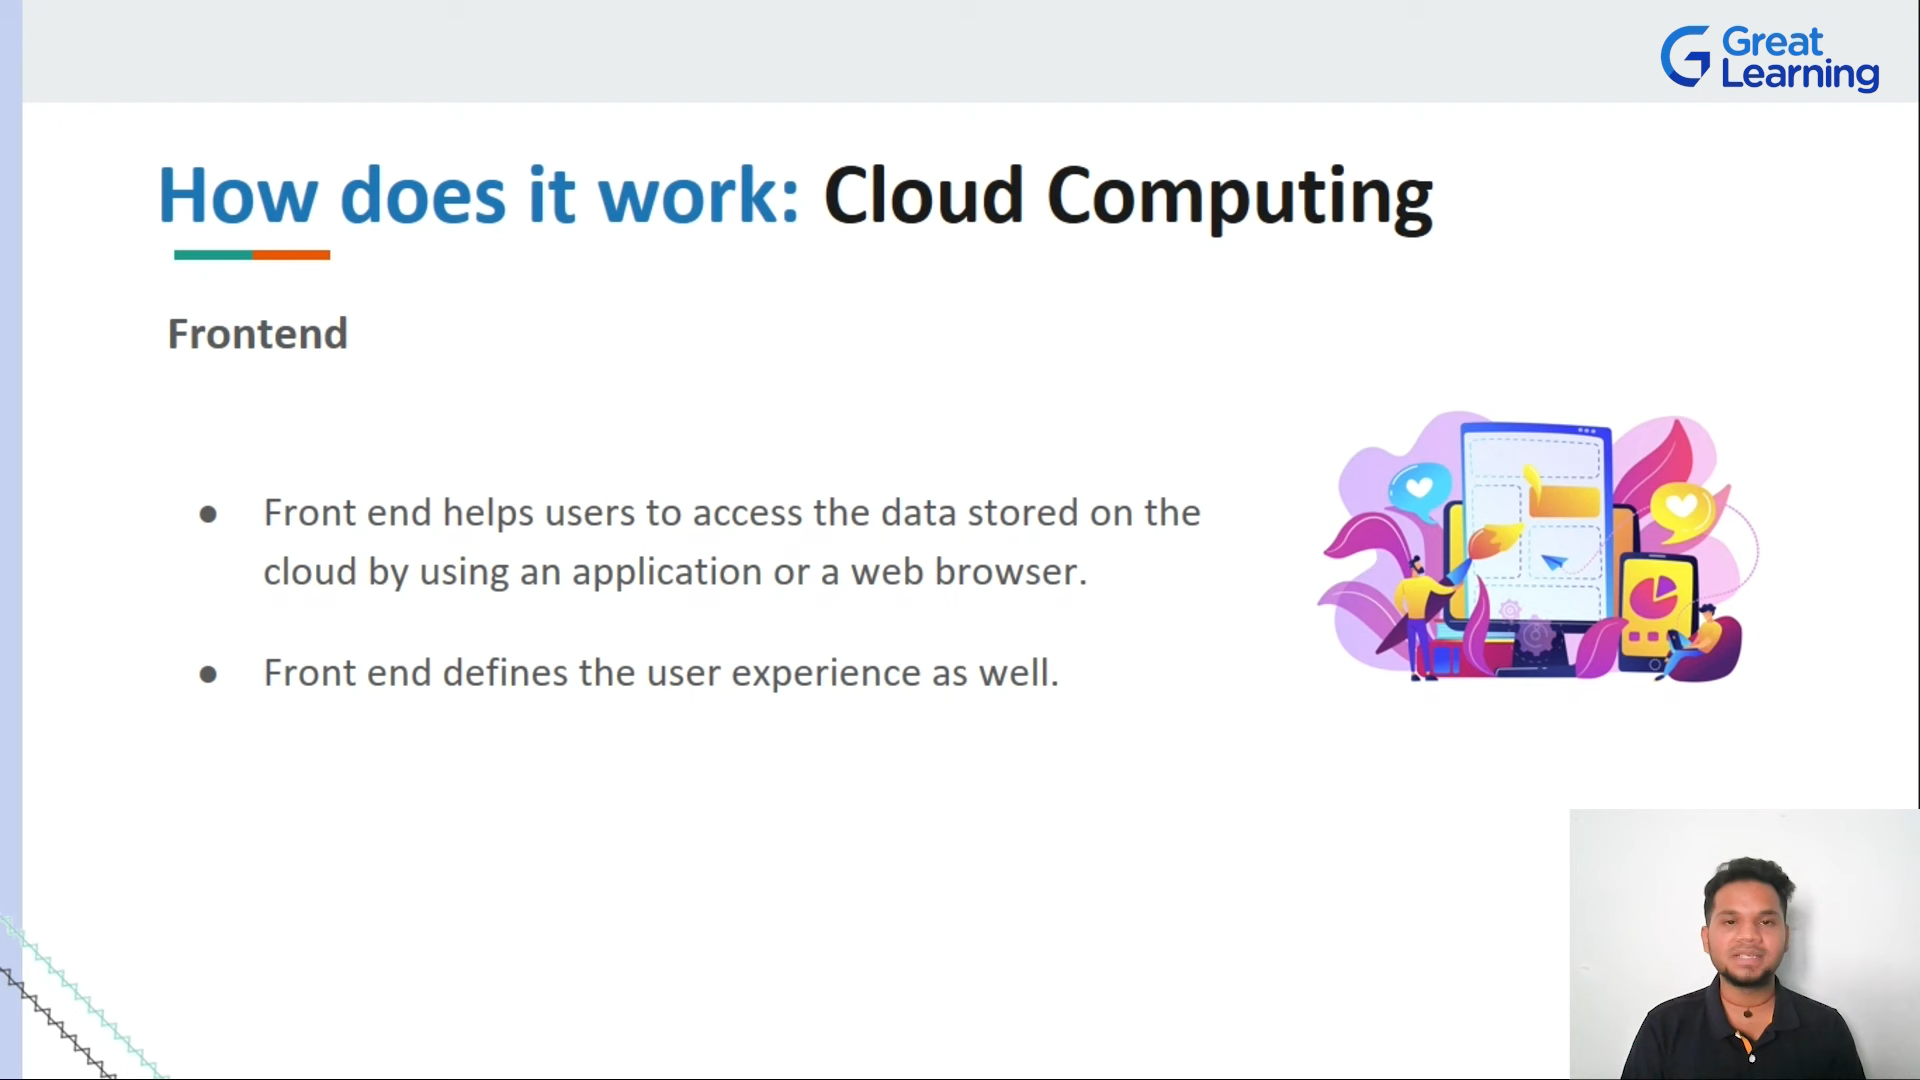 Great
Learning
How does it work: Cloud Computing
Frontend
● Front end helps users to access the data stored on the
cloud by using an application or a web browser.
● Front end defines the user experience as well.